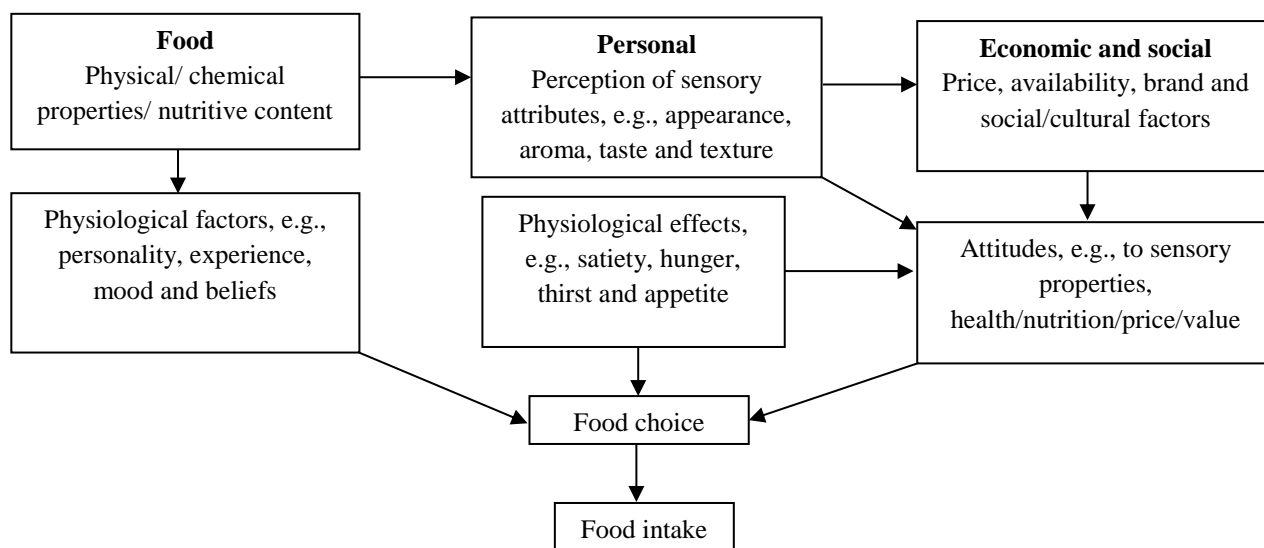 Food
Physical/ chemical
properties/ nutritive content
Personal
Perception of sensory
attributes, e.g., appearance,
aroma, taste and texture
Economic and social
Price, availability, brand and
social/cultural factors
Physiological factors, e.g.,
personality, experience,
mood and beliefs
Physiological effects,
e.g., satiety, hunger,
thirst and appetite
Attitudes, e.g., to sensory
properties,
health/nutrition/price/value
Food choice
Food intake